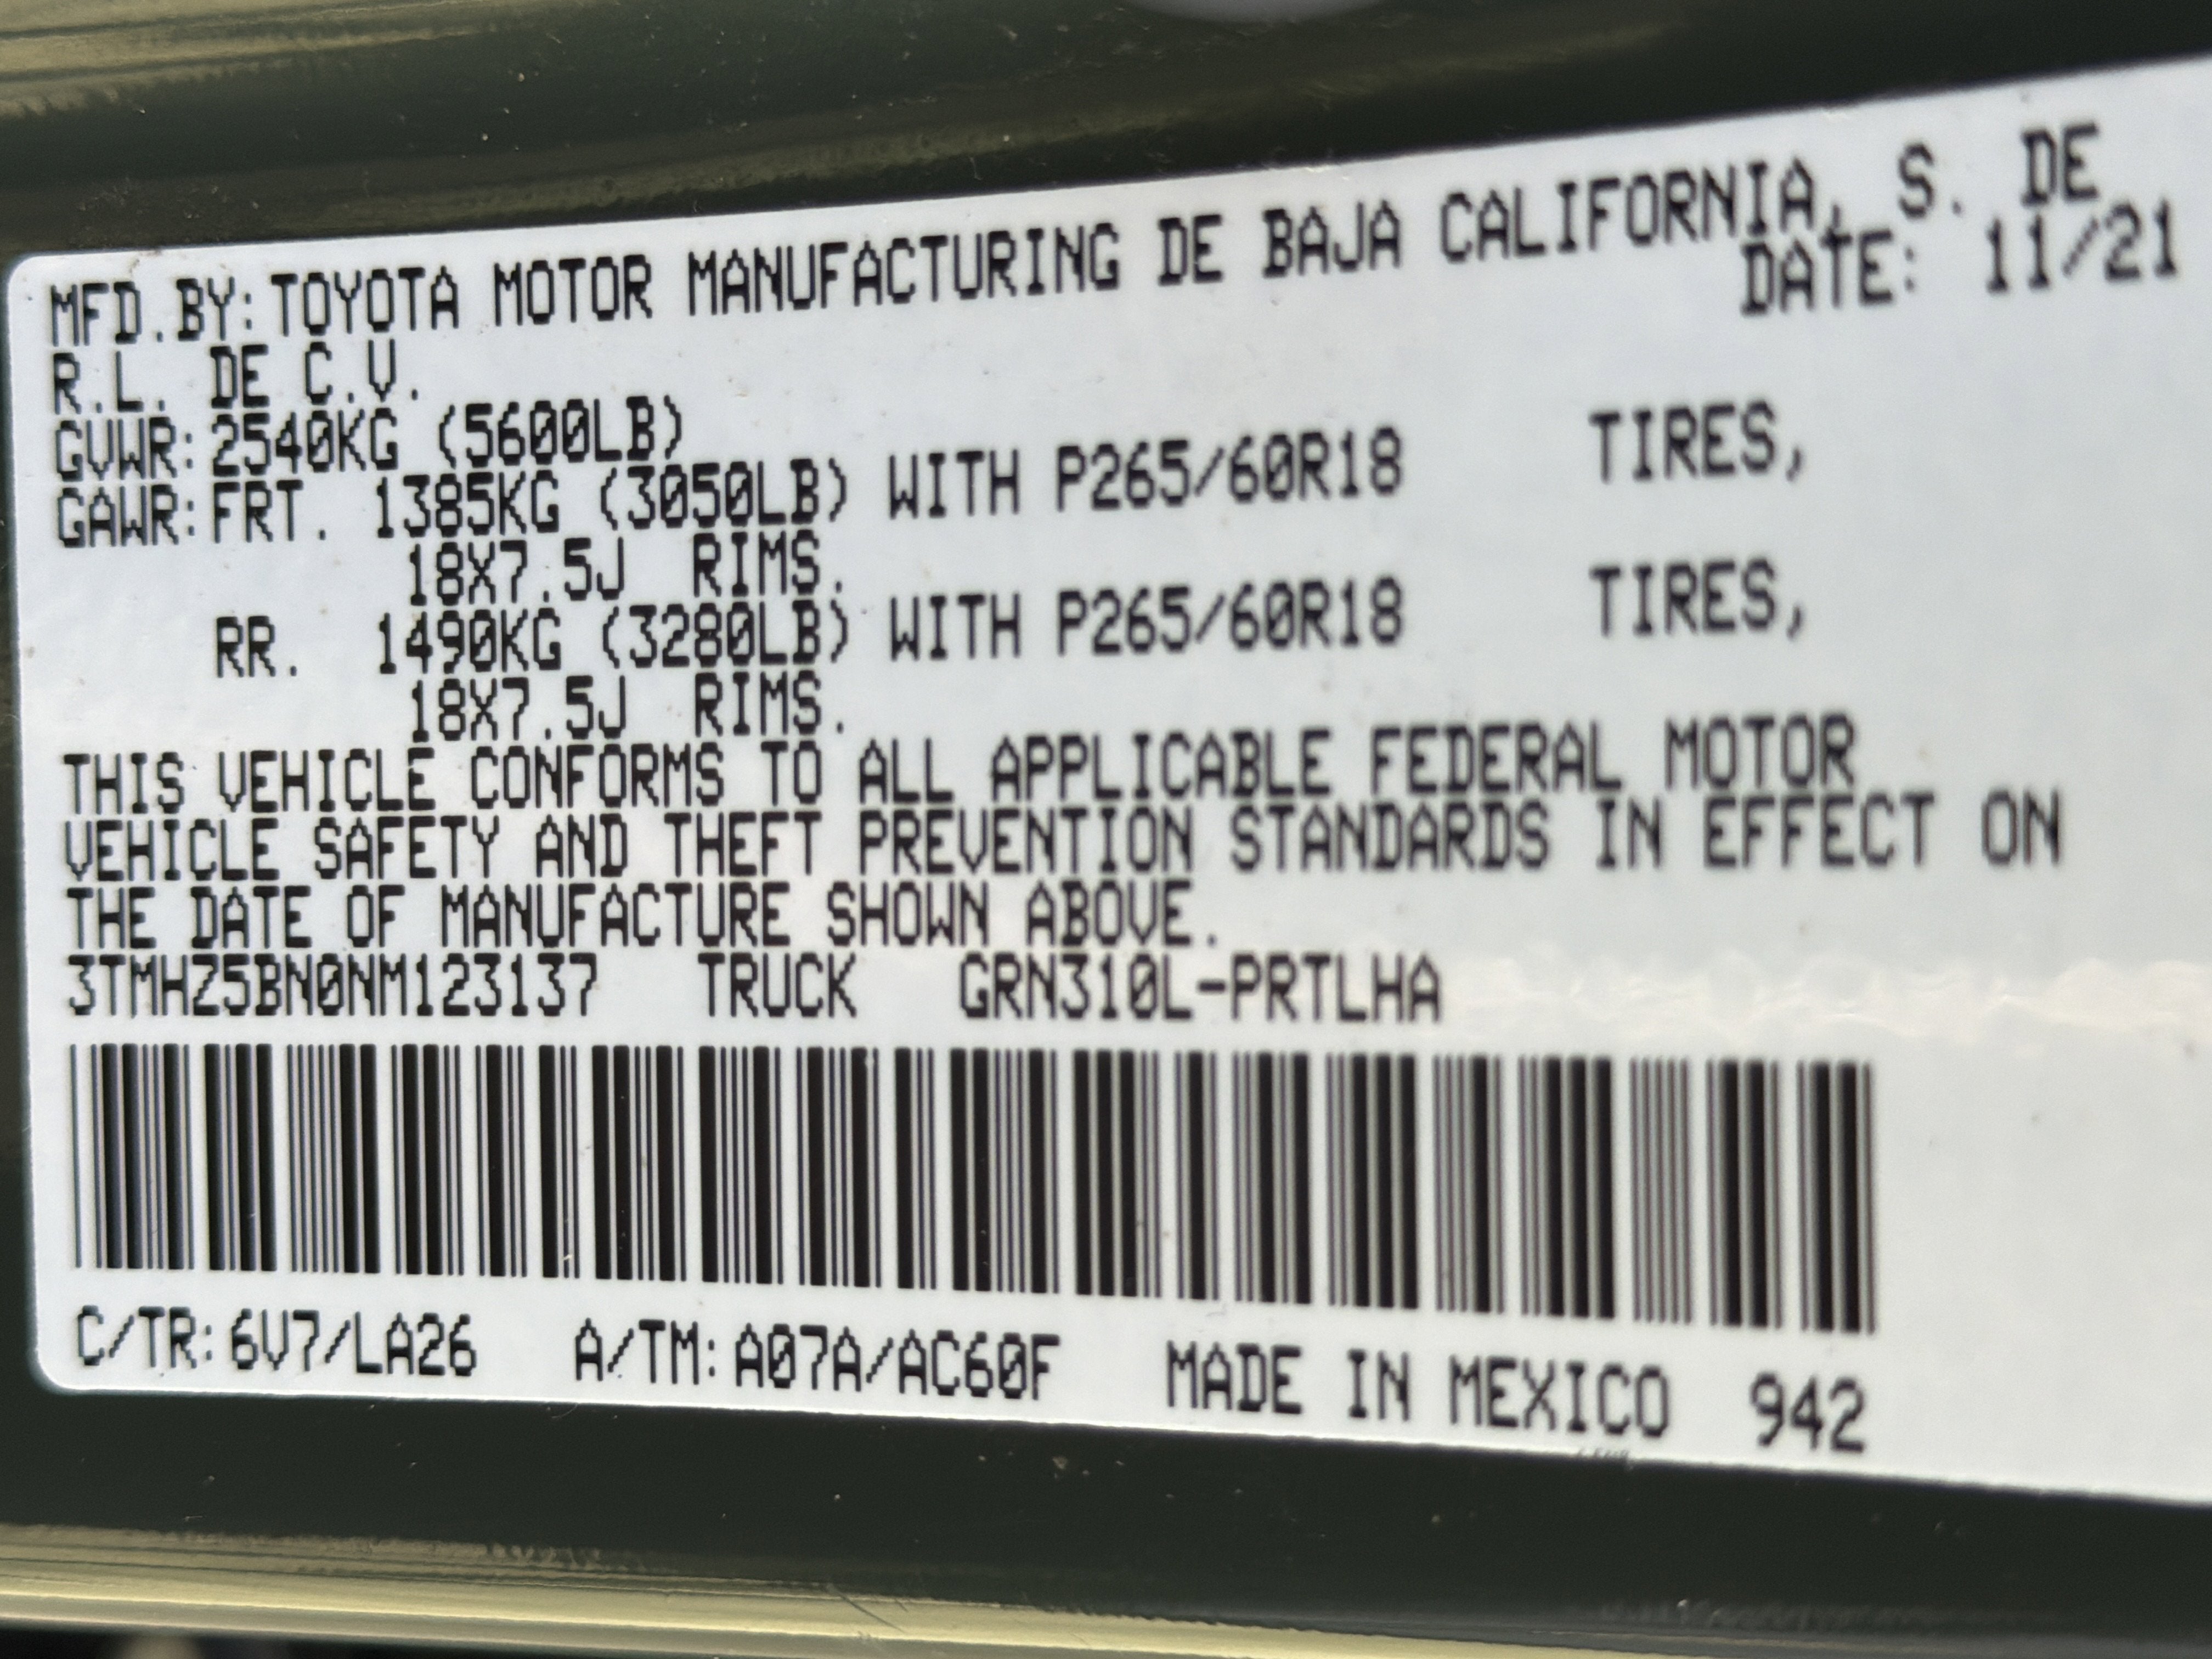 MFD.BY:TOYOTA MOTOR MANUFACTURING DE BAJA CALIFORNIA, S. DE
R.L. DE C.V. DATE: 11/21
GVWR:2540KG (5600LB)
GAWR:FRT. 1385KG (3050LB) WITH P265/60R18 TIRES,
18X7.5J RIMS.
RR. 1490KG (3280LB) WITH P265/60R18 TIRES,
18X7.5J RIMS.
THIS VEHICLE CONFORMS TO ALL APPLICABLE FEDERAL MOTOR
VEHICLE SAFETY AND THEFT PREVENTION STANDARDS IN EFFECT ON
THE DATE OF MANUFACTURE SHOWN ABOVE.
3TMHZ5BN0NM123137 TRUCK GRN310L-PRTLHA
C/TR:6V7/LA26 A/TM:A07A/AC60F MADE IN MEXICO 942